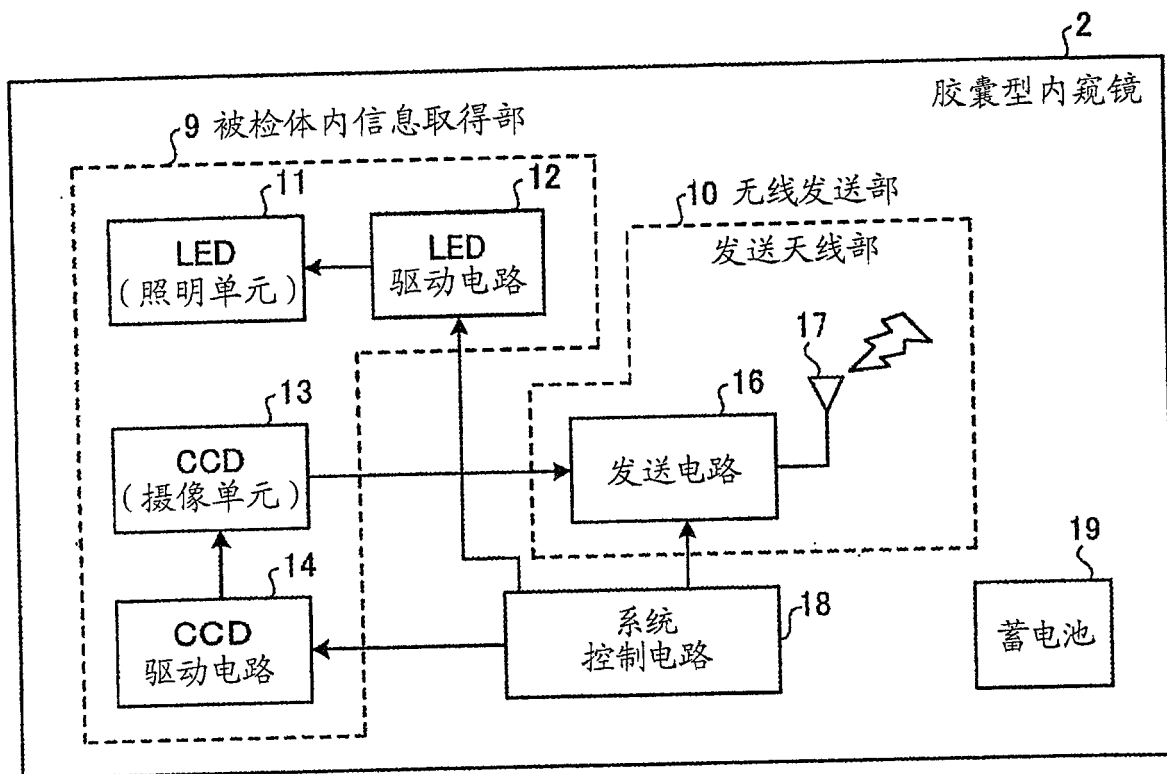 2
胶囊型内窥镜
9 被检体内信息取得部
11
LED
(照明单元)
12
LED
驱动电路
10 无线发送部
发送天线部
17
13
CCD
(摄像单元)
16
发送电路
14
CCD
驱动电路
系统
控制电路
18
19
蓄电池